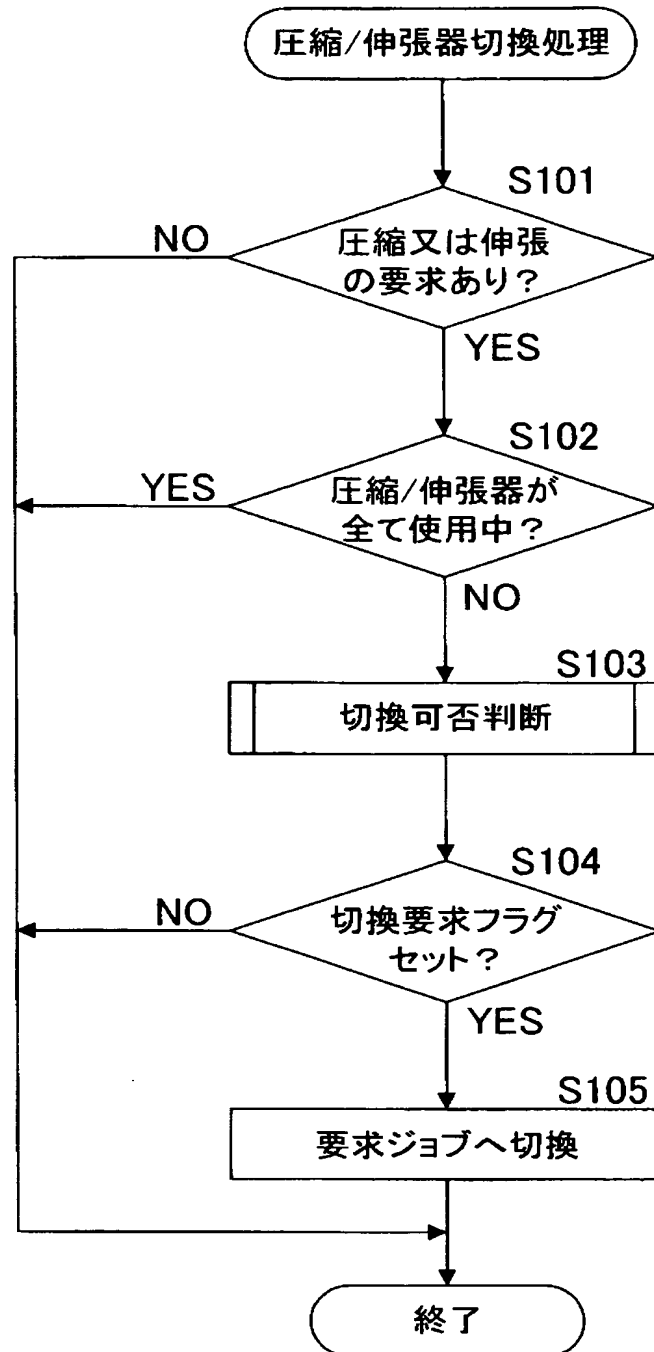 圧縮/伸張器切換処理
S101
NO
圧縮又は伸張
の要求あり？
YES
S102
YES
圧縮/伸張器が
全て使用中？
NO
S103
切換可否判断
S104
NO
切換要求フラグ
セット？
YES
S105
要求ジョブへ切換
終了